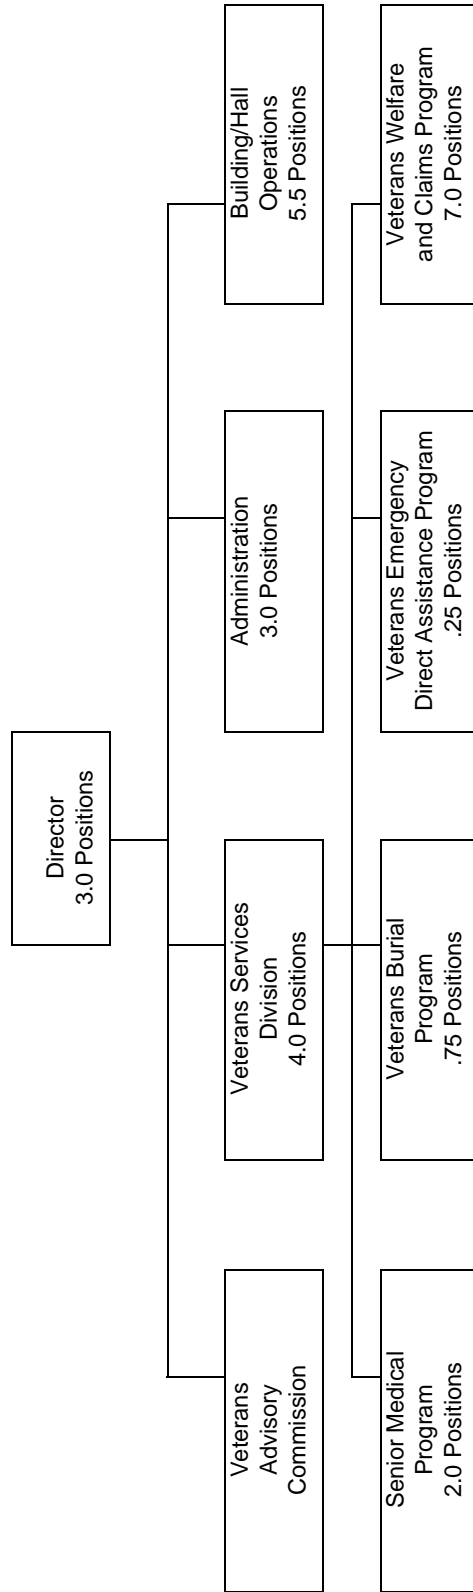 Director
3.0 Positions
Veterans
Advisory
Commission
Veterans Services
Division
4.0 Positions
Administration
3.0 Positions
Building/Hall
Operations
5.5 Positions
Senior Medical
Program
2.0 Positions
Veterans Burial
Program
.75 Positions
Veterans Emergency
Direct Assistance Program
.25 Positions
Veterans Welfare
and Claims Program
7.0 Positions